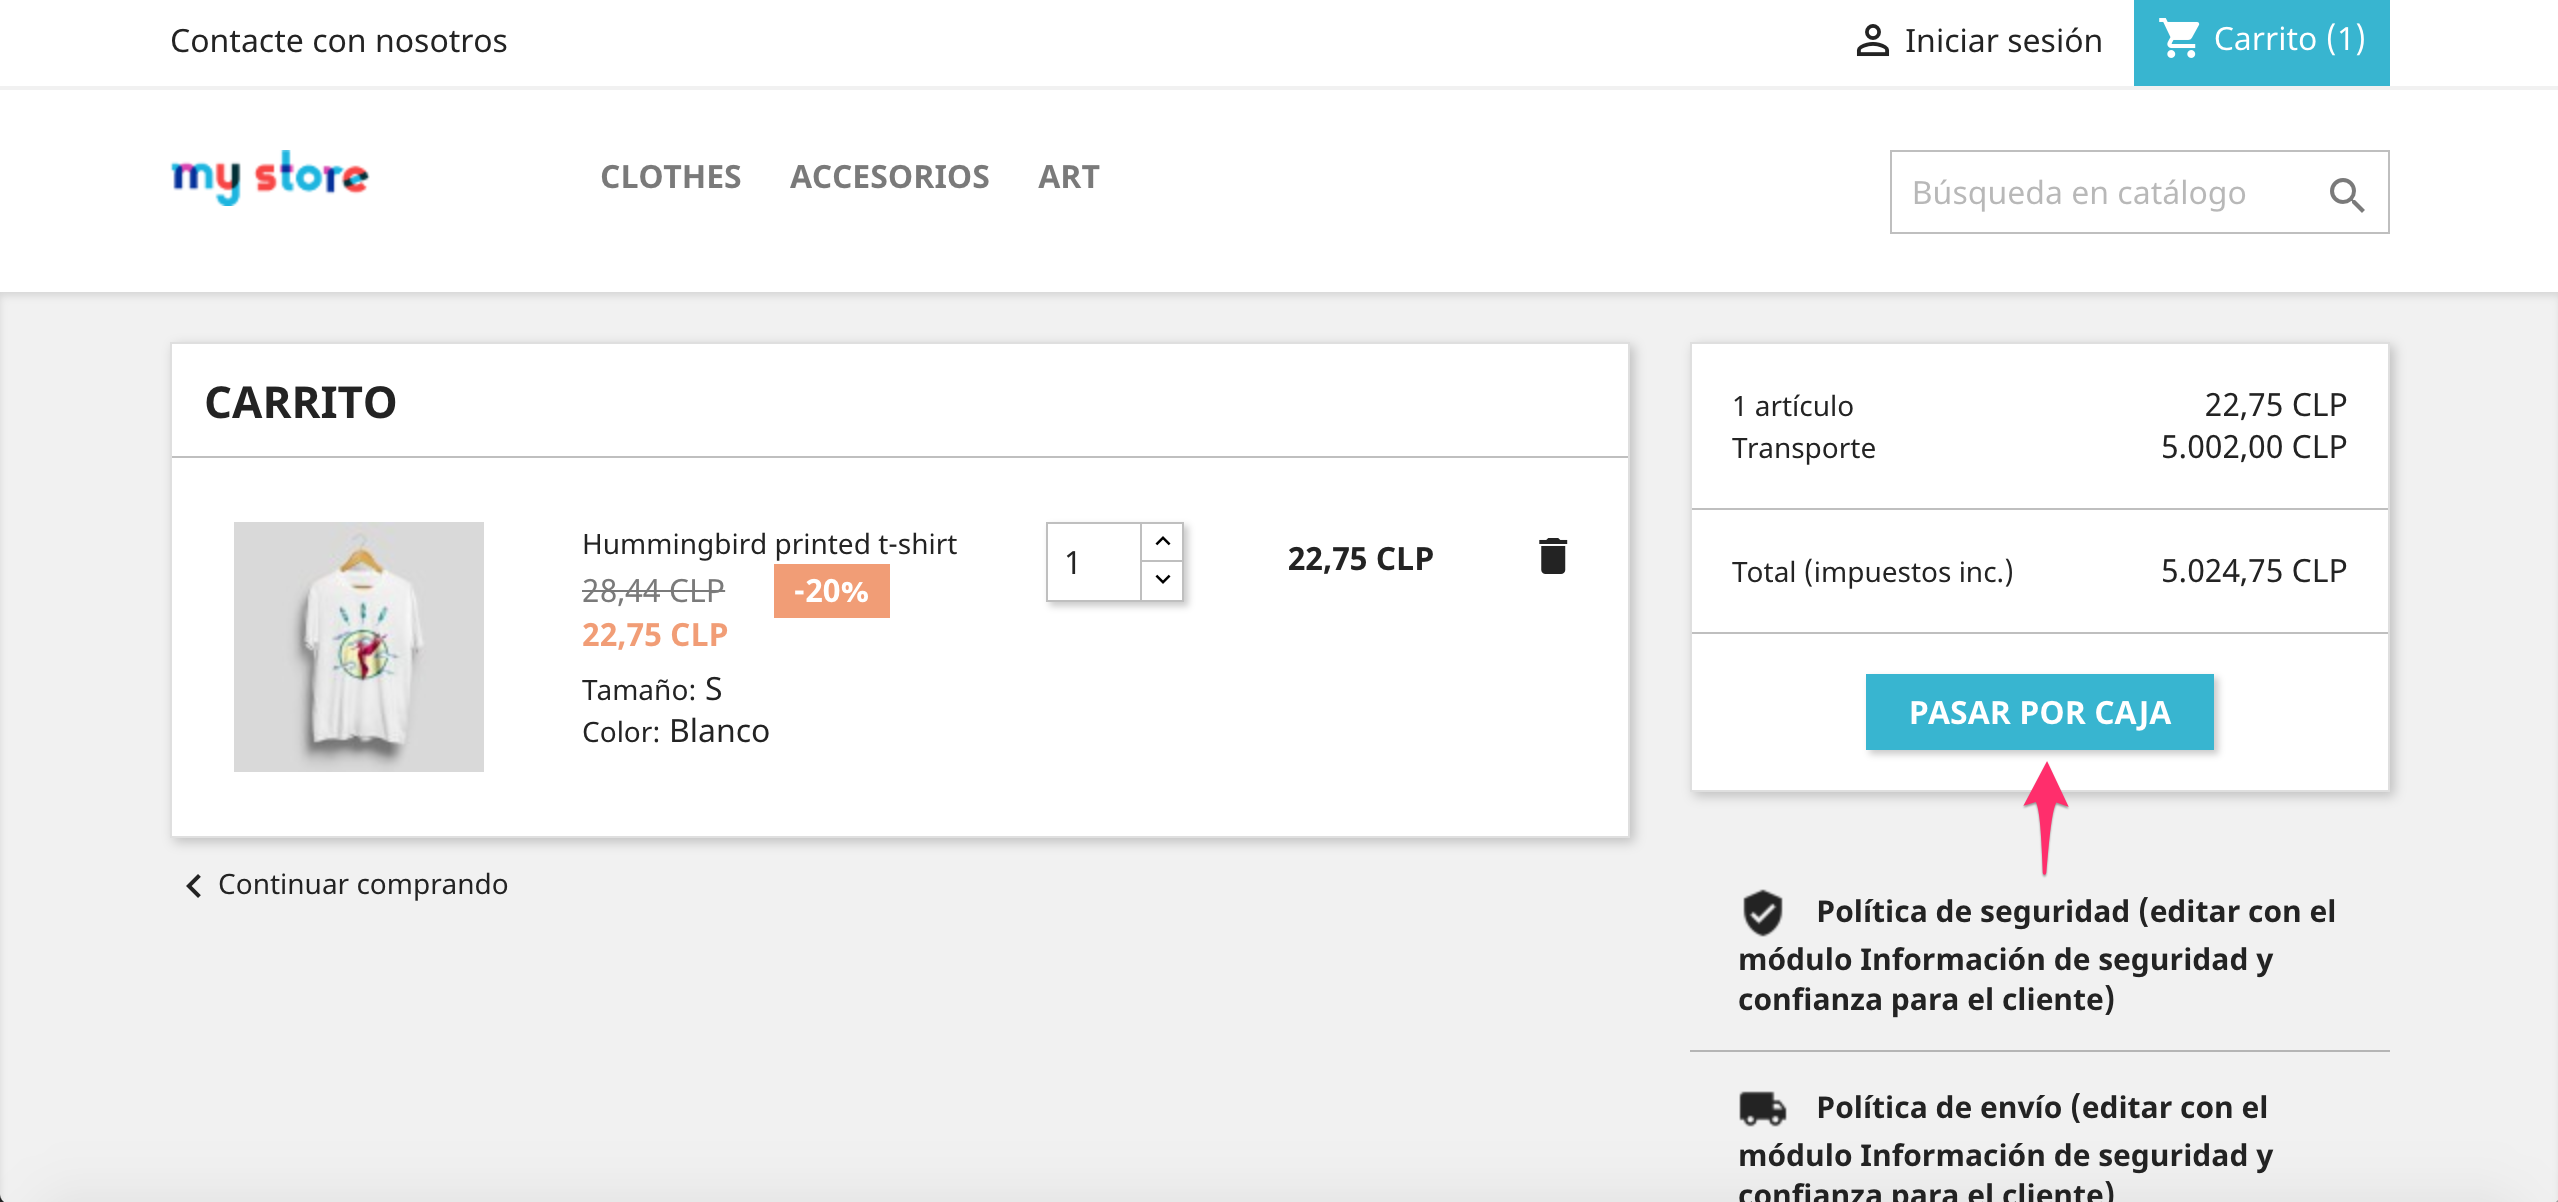 Contacte con nosotros
Iniciar sesión
Carrito (1)
my store
CLOTHES ACCESORIOS ART
Búsqueda en catálogo
CARRITO
Hummingbird printed t-shirt
28,44 CLP -20%
22,75 CLP
Tamaño: S
Color: Blanco
1
22,75 CLP
Continuar comprando
1 artículo 22,75 CLP
Transporte 5.002,00 CLP
Total (impuestos inc.) 5.024,75 CLP
PASAR POR CAJA
Política de seguridad (editar con el
módulo Información de seguridad y
confianza para el cliente)
Política de envío (editar con el
módulo Información de seguridad y
confianza para el cliente)